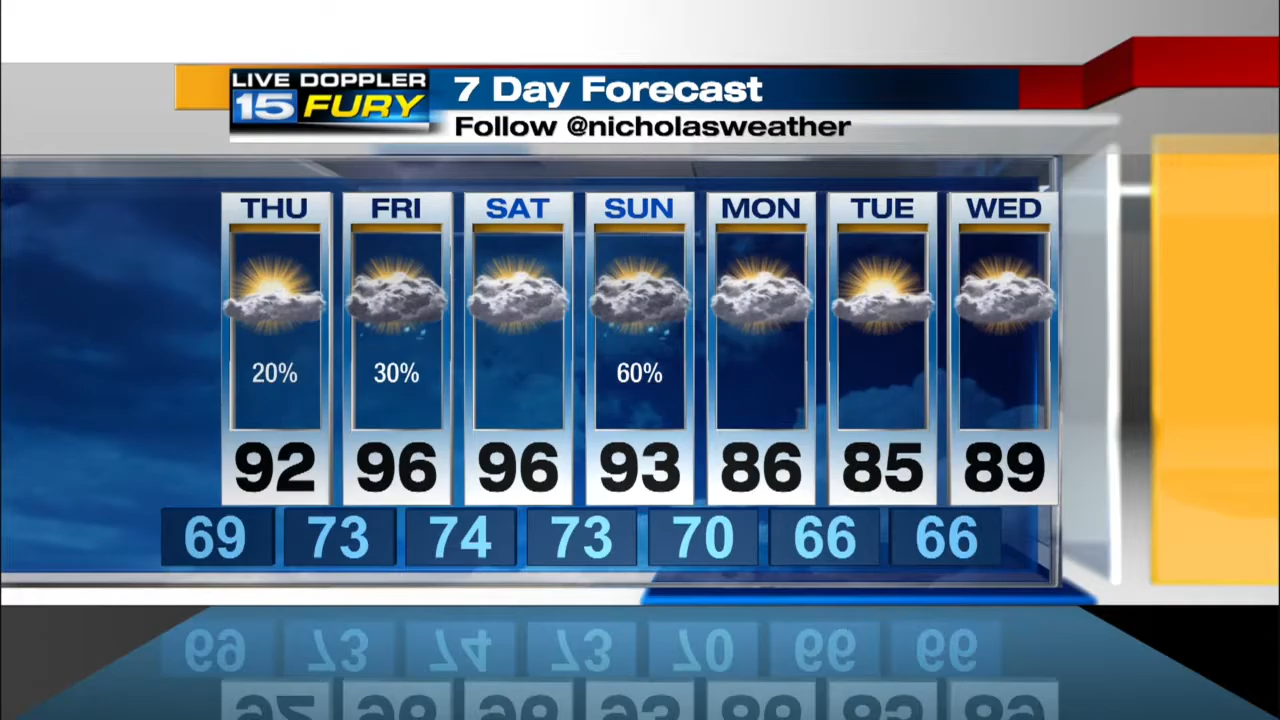 LIVE DOPPLER
15 FURY
7 Day Forecast
Follow @nicholasweather
THU FRI SAT SUN MON TUE WED
20% 30% 60%
92 96 96 93 86 85 89
69 73 74 73 70 66 66